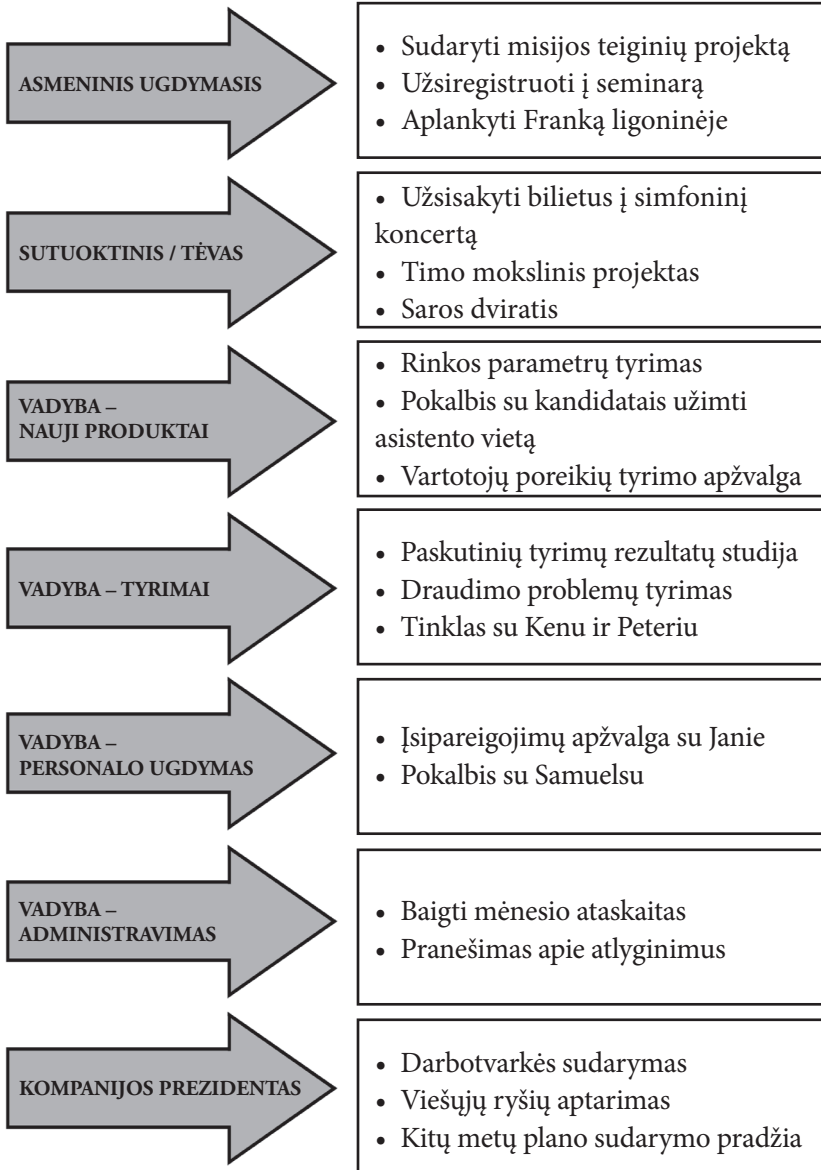 ASMENINIS UGDYMASIS
• Sudaryti misijos teiginių projektą
• Užsiregistruoti į seminarą
• Aplankyti Franką ligoninėje
SUTUOKTINIS / TĖVAS
• Užsisakyti bilietus į simfoninį
koncertą
• Timo mokslinis projektas
• Saros dviratis
VADYBA –
NAUJI PRODUKTAI
• Rinkos parametrų tyrimas
• Pokalbis su kandidatais užimti
asistento vietą
• Vartotojų poreikių tyrimo apžvalga
VADYBA – TYRIMAI
• Paskutinių tyrimų rezultatų studija
• Draudimo problemų tyrimas
• Tinklas su Kenu ir Peteriu
VADYBA –
PERSONALO UGDYMAS
• Įsipareigojimų apžvalga su Janie
• Pokalbis su Samuelsu
VADYBA –
ADMINISTRAVIMAS
• Baigti mėnesio ataskaitas
• Pranešimas apie atlyginimus
KOMPANIJOS PREZIDENTAS
• Darbotvarkės sudarymas
• Viešųjų ryšių aptarimas
• Kitų metų plano sudarymo pradžia